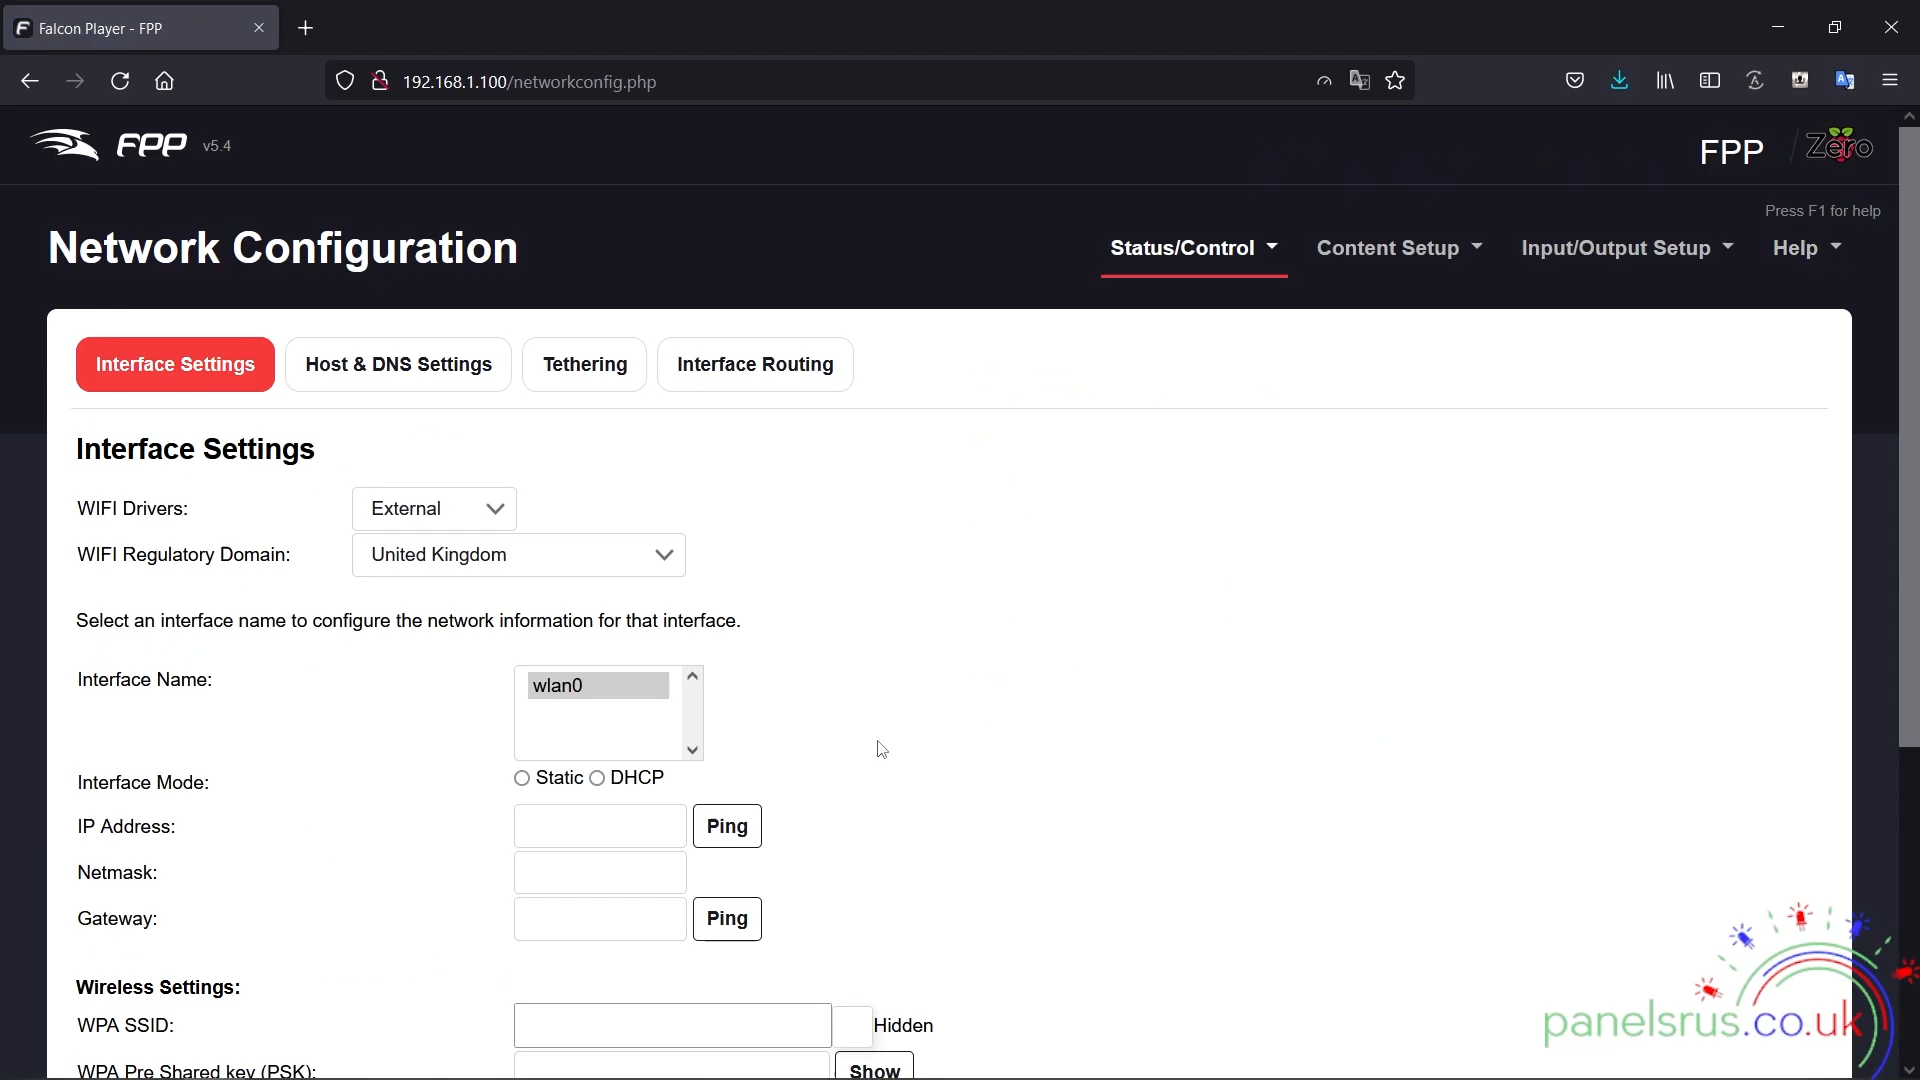 Falcon Player - FPP
192.168.1.100/networkconfig.php
FPP v5.4
FPP
Zero
Press F1 for help
Network Configuration
Status/Control
Content Setup
Input/Output Setup
Help
Interface Settings
Host & DNS Settings
Tethering
Interface Routing
Interface Settings
WIFI Drivers:
External
WIFI Regulatory Domain:
United Kingdom
Select an interface name to configure the network information for that interface.
Interface Name:
wlan0
Interface Mode:
Static
DHCP
IP Address:
Ping
Netmask:
Gateway:
Ping
Wireless Settings:
WPA SSID:
Hidden
WPA Pre Shared key (PSK):
Show
panelsrus.co.uk